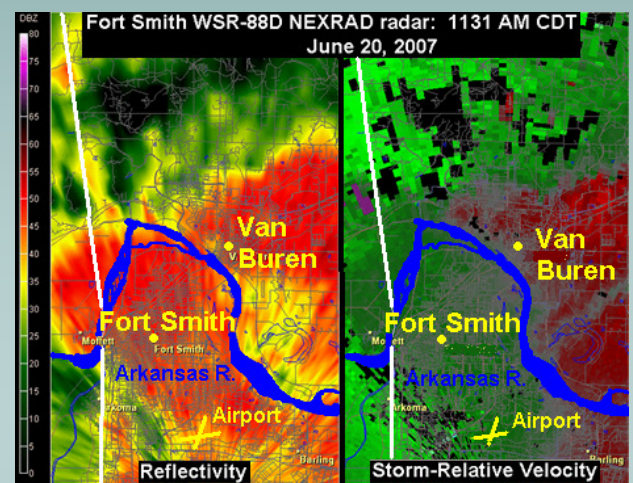 DBZ
Fort Smith WSR-88D NEXRAD radar: 1131 AM CDT
June 20, 2007
80
75
70
65
60
55
50
45
40
35
30
25
20
15
10
5
0
Van
Buren
Fort Smith
Moffett
Fort Smith
Arkansas R.
Arkoma
Airport
Barling
Reflectivity
Van
Buren
Fort Smith
Moffett
Arkansas R.
Arkoma
Airport
Barling
Storm-Relative Velocity